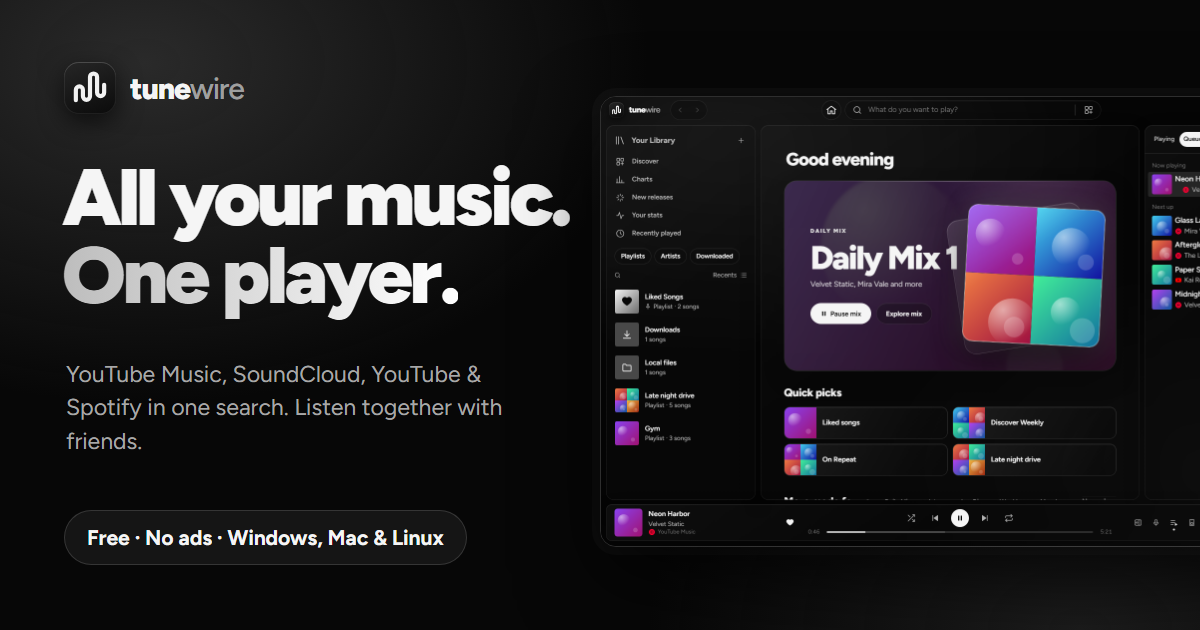 tunewire
All your music.
One player.
YouTube Music, SoundCloud, YouTube &
Spotify in one search. Listen together with
friends.
Free · No ads · Windows, Mac & Linux
tunewire
What do you want to play?
Your Library
Discover
Charts
New releases
Your stats
Recently played
Playlists Artists Downloaded
Recents
Liked Songs
Playlist · 2 songs
Downloads
1 songs
Local files
1 songs
Late night drive
Playlist · 5 songs
Gym
Playlist · 3 songs
Good evening
DAILY MIX
Daily Mix 1
Velvet Static, Mira Vale and more
Pause mix Explore mix
Quick picks
Liked songs Discover Weekly
On Repeat Late night drive
Playing
Now playing
Neon
Next up
Glass
Mira
The
Paper
Neon Harbor
Velvet Static
YouTube Music
0:46
5:21